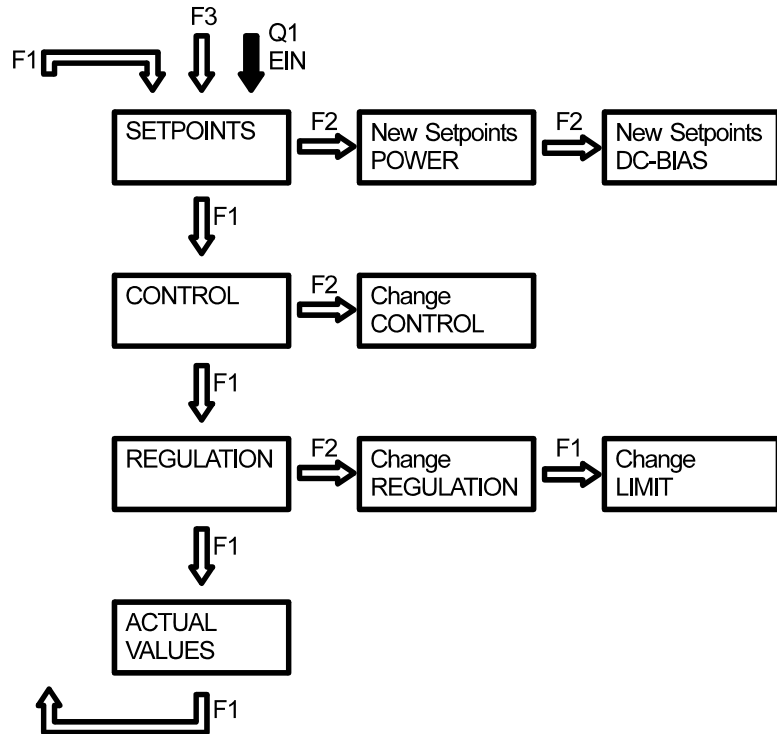 F3
Q1
EIN
F1
SETPOINTS
F2
New Setpoints
POWER
F2
New Setpoints
DC-BIAS
F1
CONTROL
F2
Change
CONTROL
F1
REGULATION
F2
Change
REGULATION
F1
Change
LIMIT
F1
ACTUAL
VALUES
F1